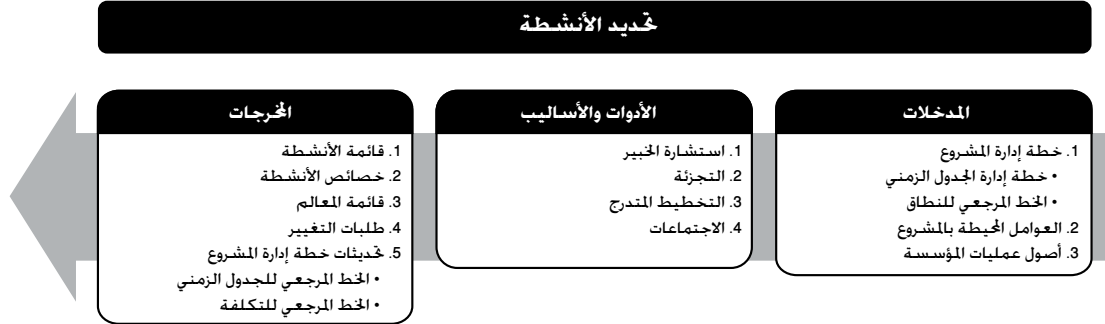 تحديد الأنشطة
المدخلات
1. خطة إدارة المشروع
• خطة إدارة الجدول الزمني
• الخط المرجعي للنطاق
2. العوامل المحيطة بالمشروع
3. أصول عمليات المؤسسة
الأدوات والأساليب
1. استشارة الخبير
2. التجزئة
3. التخطيط المتدرج
4. الاجتماعات
المخرجات
1. قائمة الأنشطة
2. خصائص الأنشطة
3. قائمة المعالم
4. طلبات التغيير
5. تحديثات خطة إدارة المشروع
• الخط المرجعي للجدول الزمني
• الخط المرجعي للتكلفة